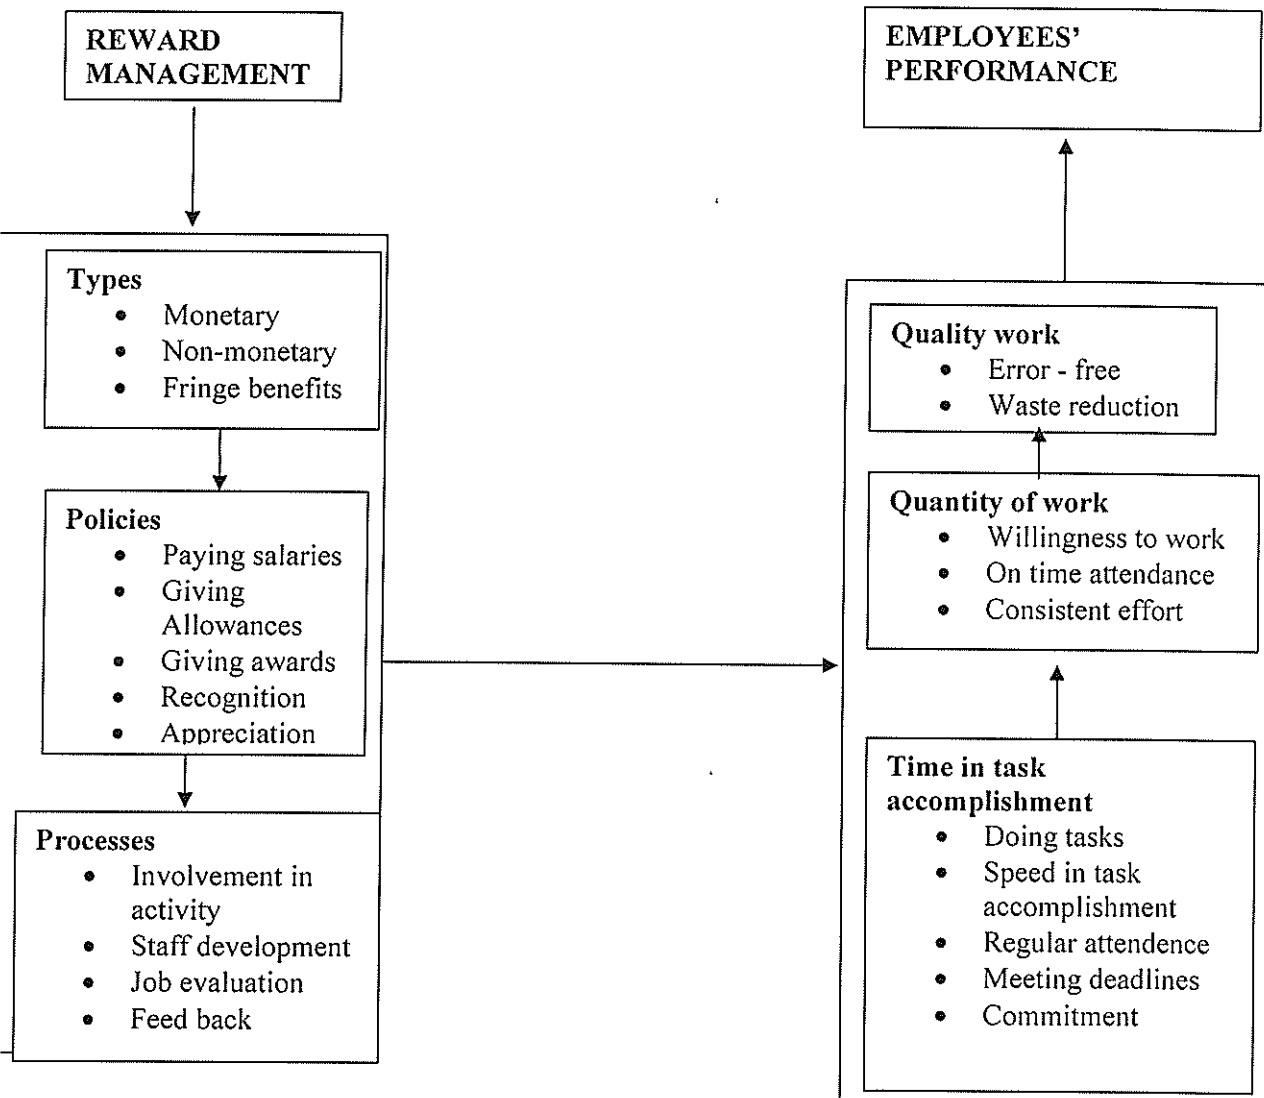 REWARD
MANAGEMENT
Types
• Monetary
• Non-monetary
• Fringe benefits
Policies
• Paying salaries
• Giving
Allowances
• Giving awards
• Recognition
• Appreciation
Processes
• Involvement in
activity
• Staff development
• Job evaluation
• Feed back
EMPLOYEES'
PERFORMANCE
Quality work
• Error - free
• Waste reduction
Quantity of work
• Willingness to work
• On time attendance
• Consistent effort
Time in task
accomplishment
• Doing tasks
• Speed in task
accomplishment
• Regular attendence
• Meeting deadlines
• Commitment